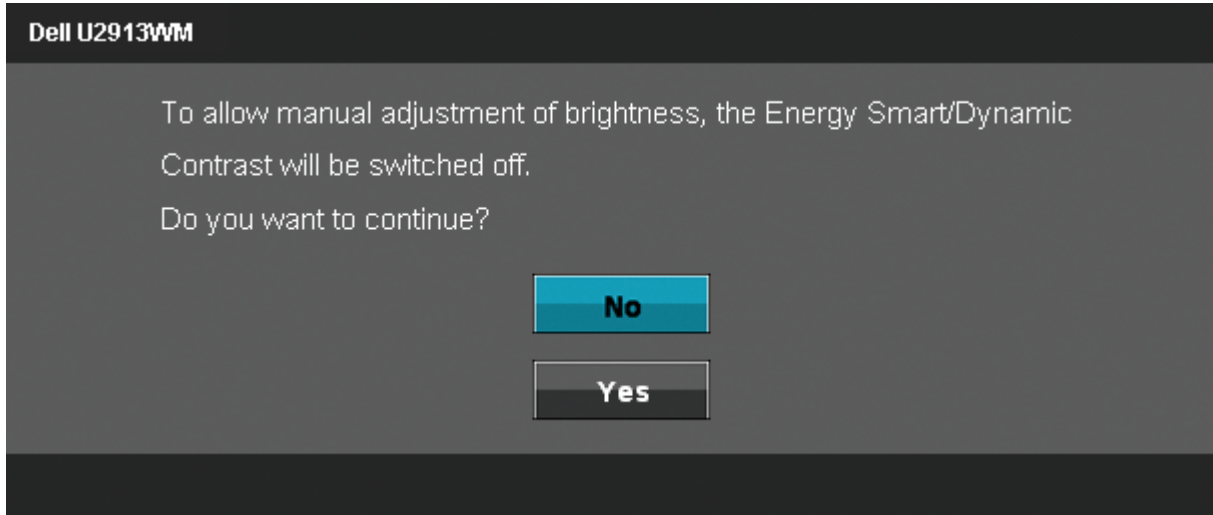 Dell U2913WM
To allow manual adjustment of brightness, the Energy Smart/Dynamic
Contrast will be switched off.
Do you want to continue?
No
Yes